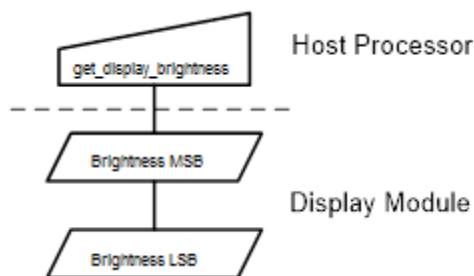 Host Processor
get_display_brightness
Brightness MSB
Display Module
Brightness LSB